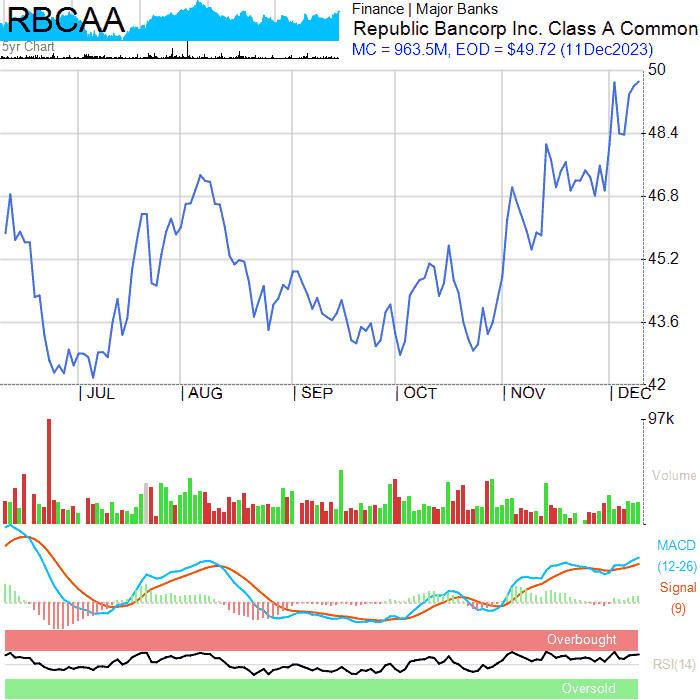 RBCAA
5yr Chart
Finance | Major Banks
Republic Bancorp Inc. Class A Common
MC = 963.5M, EOD = $49.72 (11Dec2023)
50
48.4
46.8
45.2
43.6
42
JUL
AUG
SEP
OCT
NOV
DEC
97k
Volume
MACD
(12-26)
Signal
(9)
Overbought
RSI(14)
Oversold